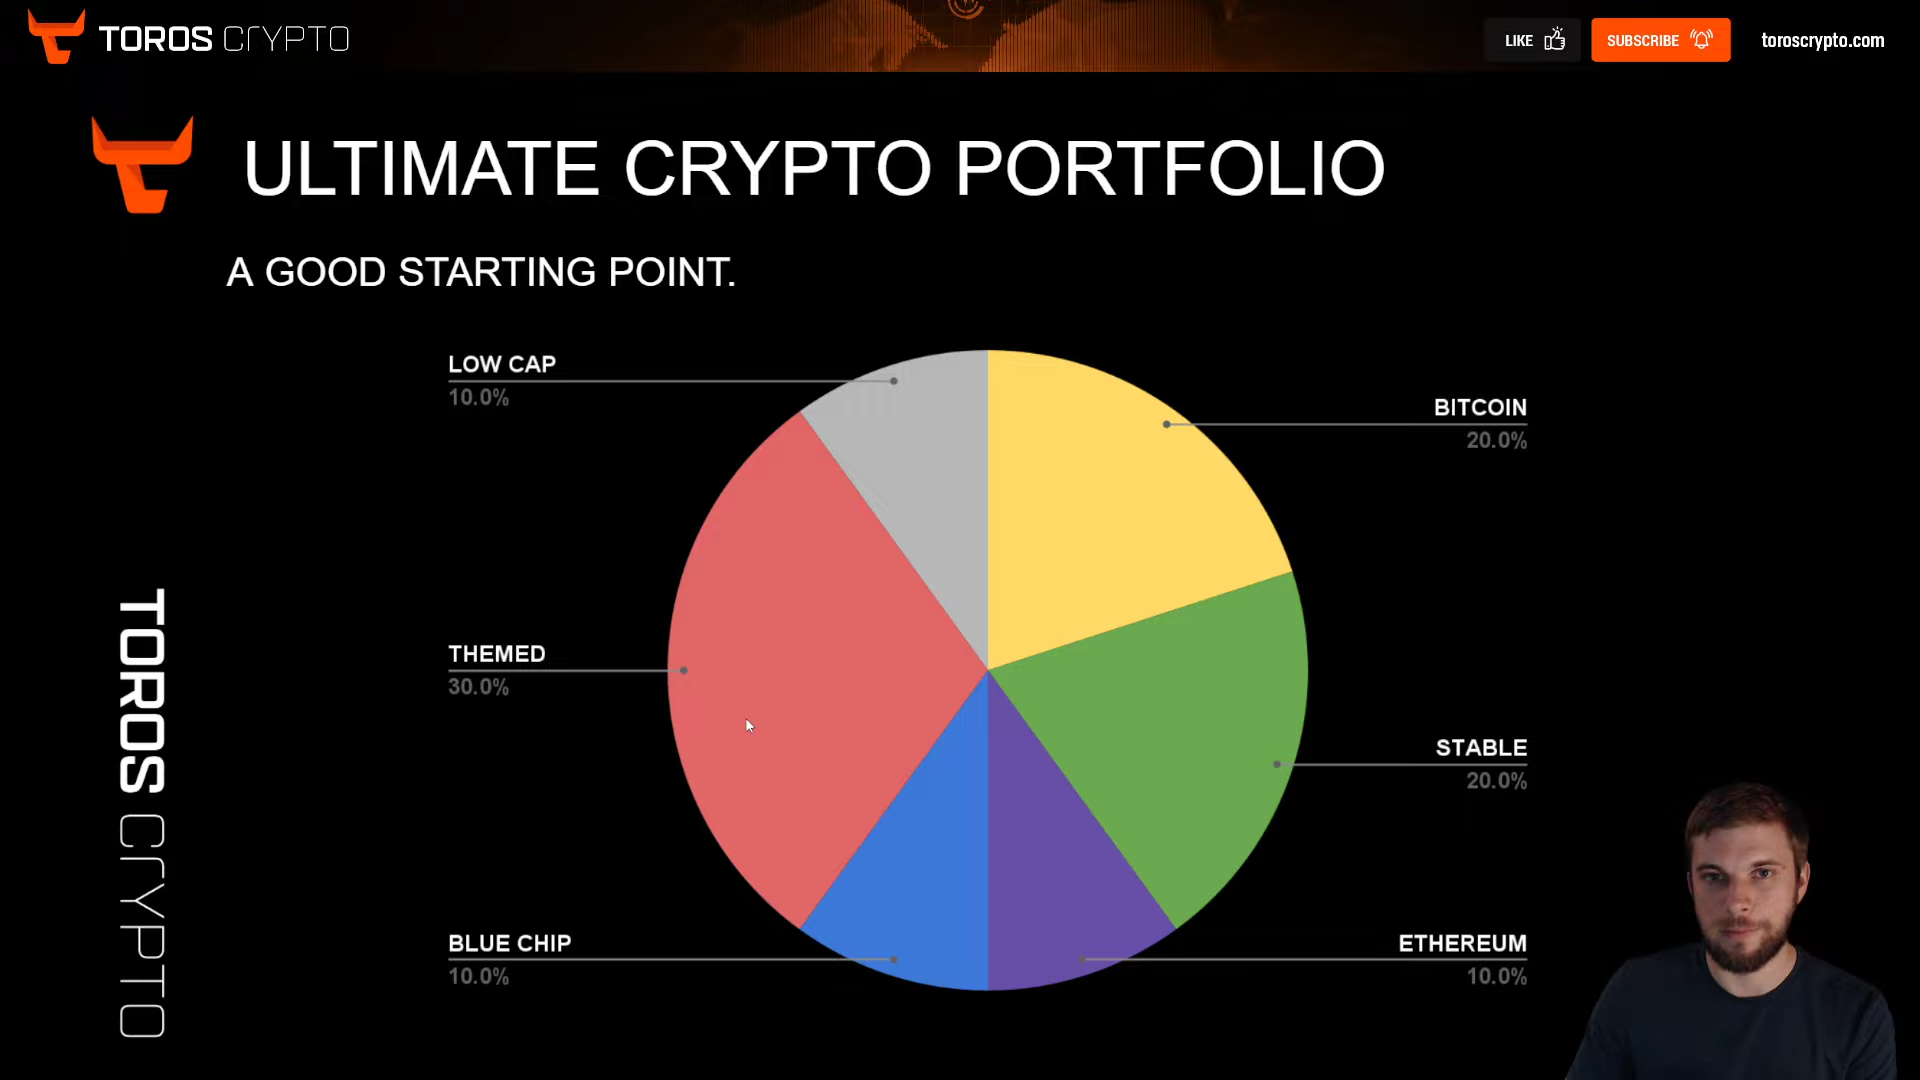 TOROS CRYPTO
LIKE
SUBSCRIBE
toroscrypto.com
ULTIMATE CRYPTO PORTFOLIO
A GOOD STARTING POINT.
LOW CAP
10.0%
BITCOIN
20.0%
THEMED
30.0%
STABLE
20.0%
BLUE CHIP
10.0%
ETHEREUM
10.0%
TOROS CRYPTO